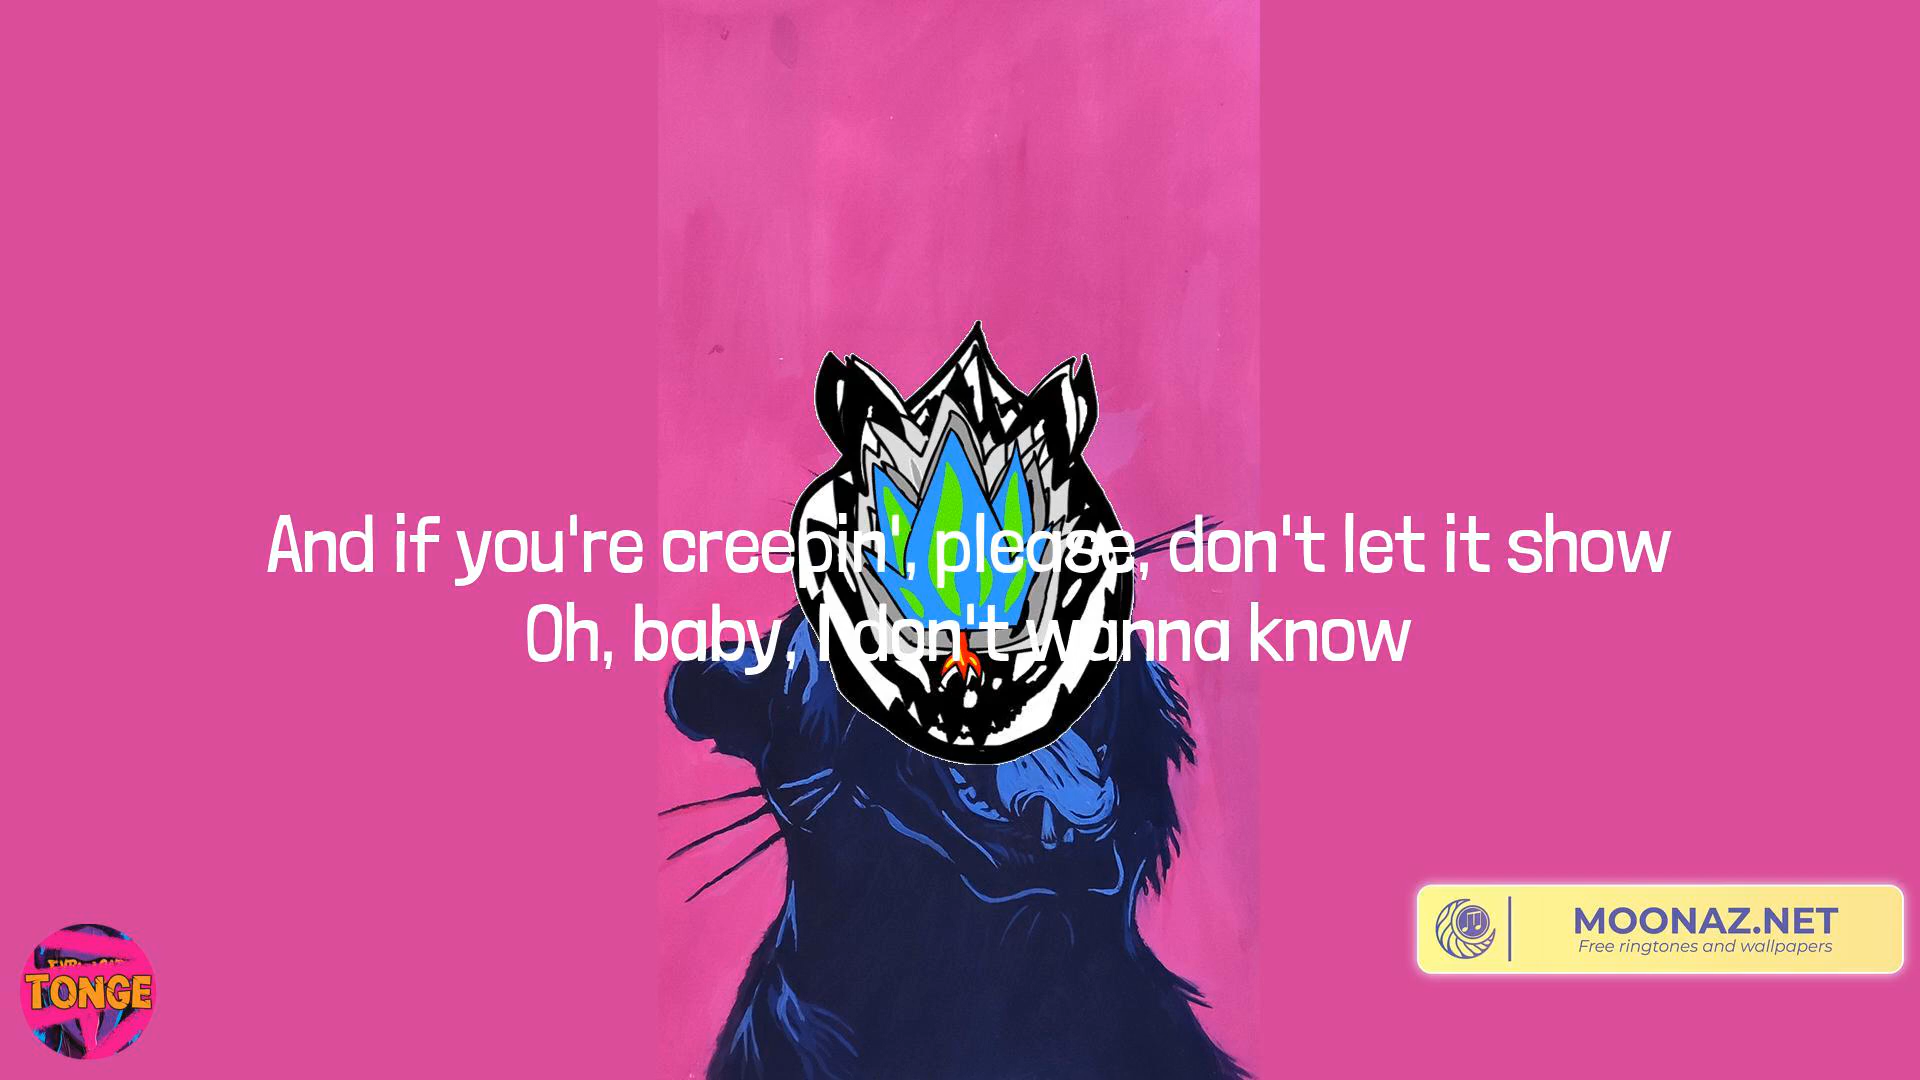 And if you're creepin', please, don't let it show
Oh, baby, I don't wanna know
MOONAZ.NET
Free ringtones and wallpapers
TONGE